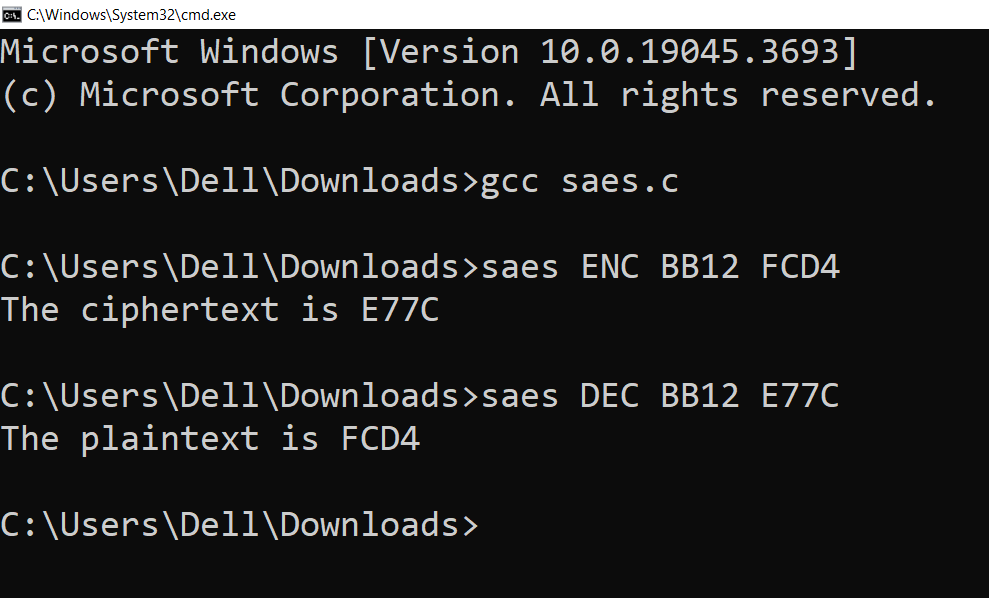 C:\Windows\System32\cmd.exe
Microsoft Windows [Version 10.0.19045.3693]
(c) Microsoft Corporation. All rights reserved.
C:\Users\Dell\Downloads>gcc saes.c
C:\Users\Dell\Downloads>saes ENC BB12 FCD4
The ciphertext is E77C
C:\Users\Dell\Downloads>saes DEC BB12 E77C
The plaintext is FCD4
C:\Users\Dell\Downloads>